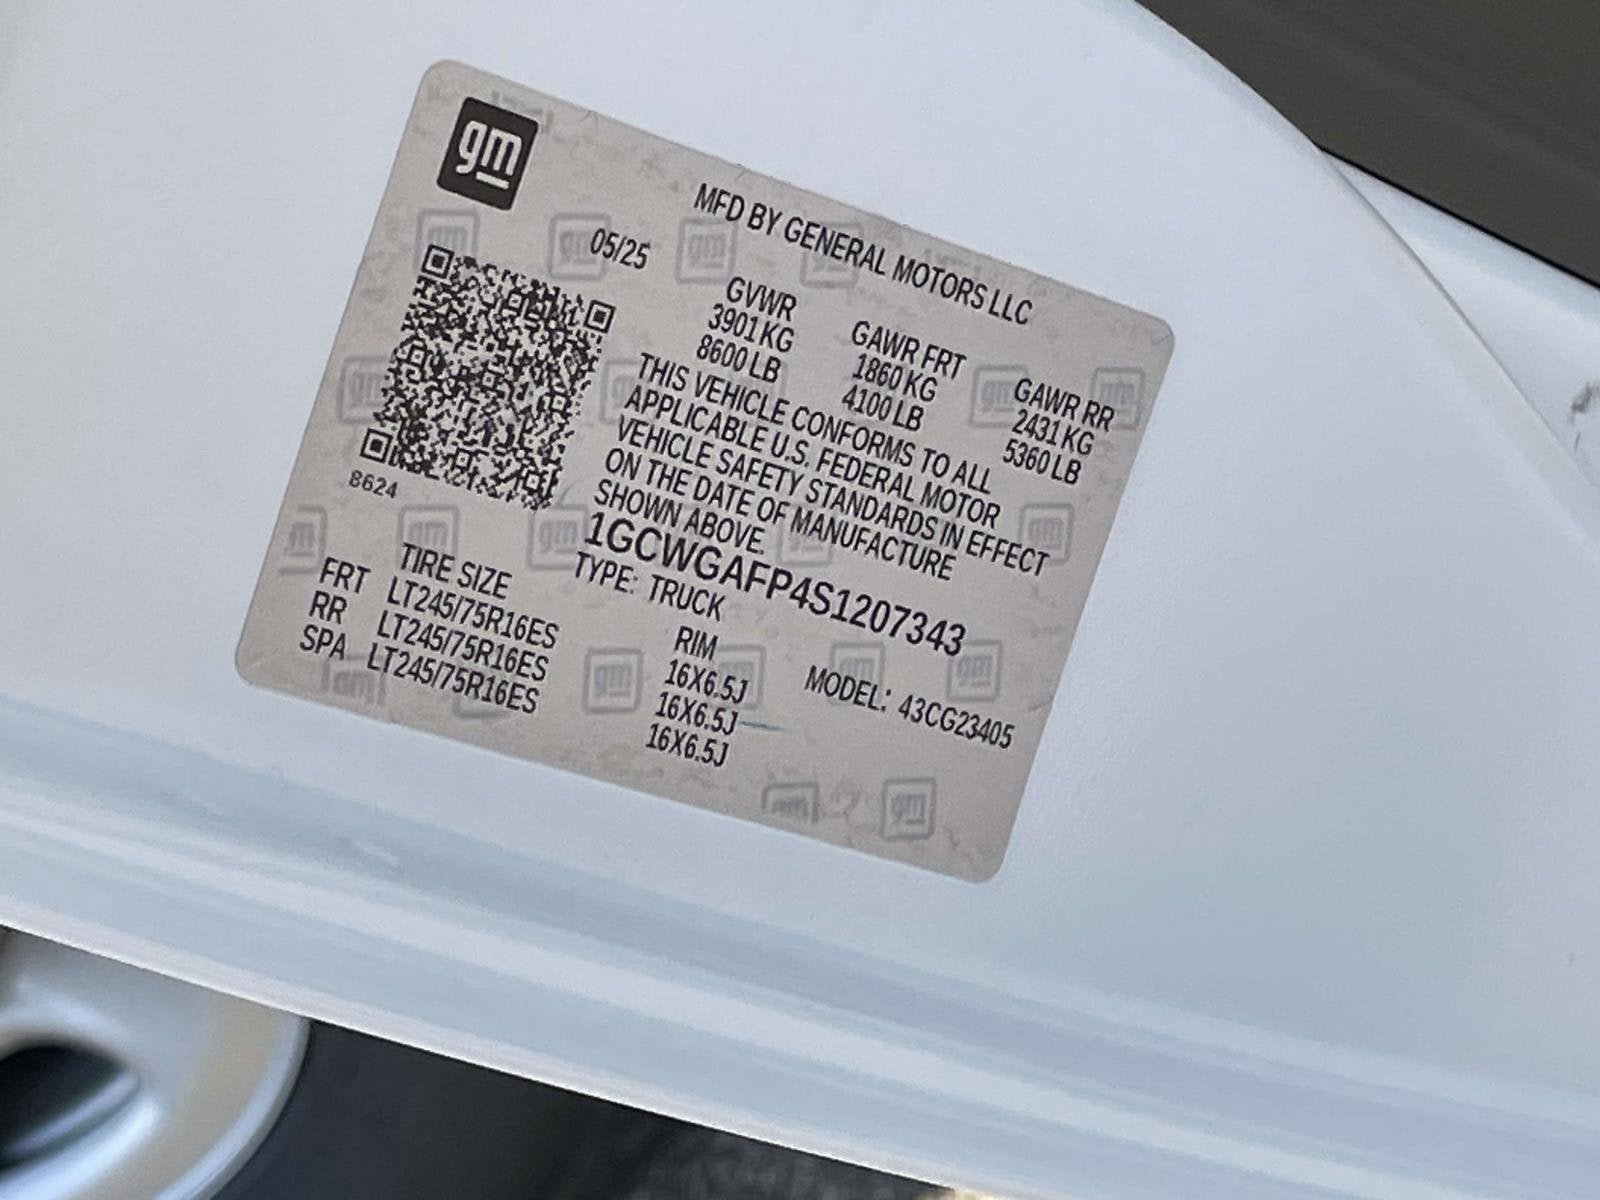 gm
MFD BY GENERAL MOTORS LLC
05/25
GVWR GAWR FRT GAWR RR
3901 KG 1860 KG 2431 KG
8600 LB 4100 LB 5360 LB
THIS VEHICLE CONFORMS TO ALL
APPLICABLE U.S. FEDERAL MOTOR
VEHICLE SAFETY STANDARDS IN EFFECT
ON THE DATE OF MANUFACTURE
SHOWN ABOVE.
8624
1GCWGAFP4S1207343
TYPE: TRUCK MODEL: 43CG23405
TIRE SIZE RIM
FRT LT245/75R16ES 16X6.5J
RR LT245/75R16ES 16X6.5J
SPA LT245/75R16ES 16X6.5J